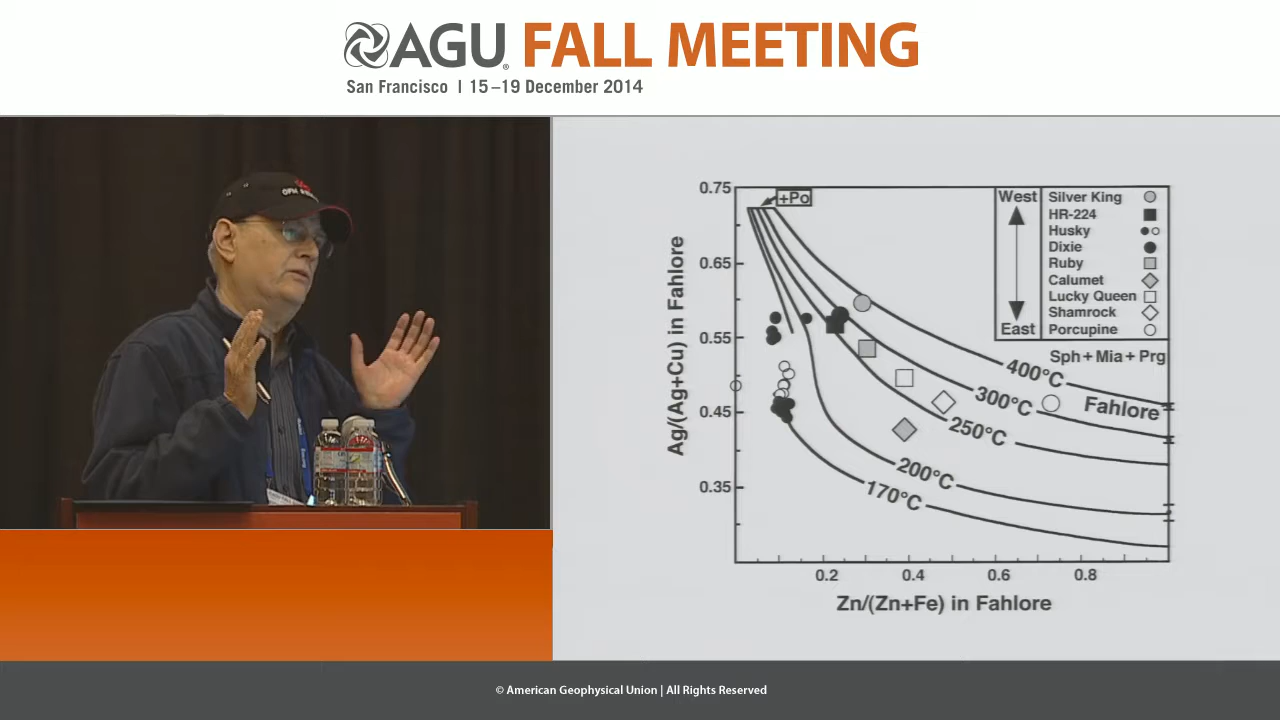 AGU FALL MEETING
San Francisco | 15–19 December 2014
0.75
0.65
0.55
0.45
0.35
0.2 0.4 0.6 0.8
Ag/(Ag+Cu) in Fahlore
Zn/(Zn+Fe) in Fahlore
+Po
West
East
Silver King
HR-224
Husky
Dixie
Ruby
Calumet
Lucky Queen
Shamrock
Porcupine
Sph + Mia + Prg
Fahlore
400°C
300°C
250°C
200°C
170°C
© American Geophysical Union | All Rights Reserved